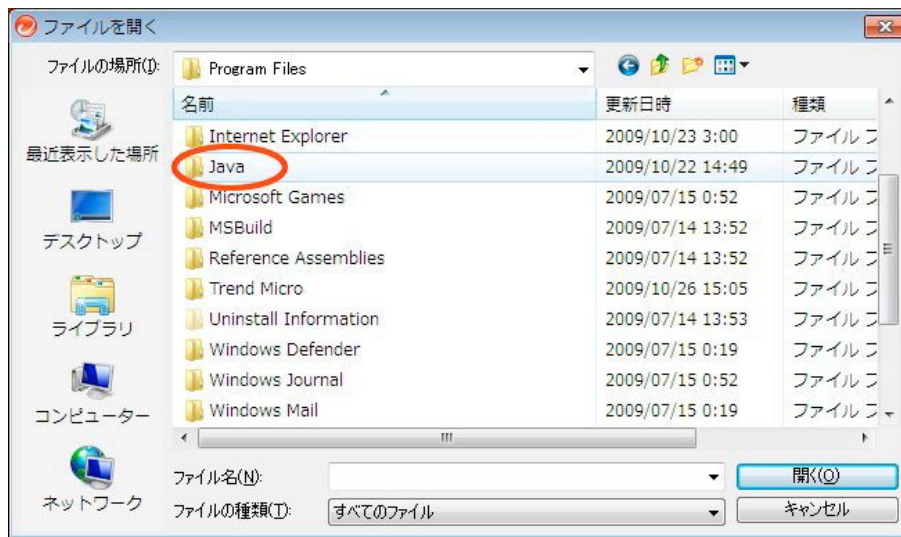 ファイルを開く
ファイルの場所(I):
Program Files
名前 更新日時 種類
Internet Explorer 2009/10/23 3:00 ファイル フ
Java 2009/10/22 14:49 ファイル フ
Microsoft Games 2009/07/15 0:52 ファイル フ
MSBuild 2009/07/14 13:52 ファイル フ
Reference Assemblies 2009/07/14 13:52 ファイル フ
Trend Micro 2009/10/26 15:05 ファイル フ
Uninstall Information 2009/07/14 13:53 ファイル フ
Windows Defender 2009/07/15 0:19 ファイル フ
Windows Journal 2009/07/15 0:52 ファイル フ
Windows Mail 2009/07/15 0:19 ファイル フ
最近表示した場所
デスクトップ
ライブラリ
コンピューター
ネットワーク
ファイル名(N):
開く(O)
ファイルの種類(T):
すべてのファイル
キャンセル